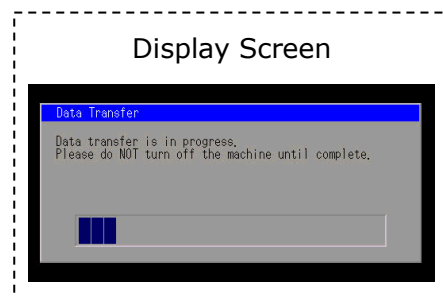 Display Screen
Data Transfer
Data transfer is in progress.
Please do NOT turn off the machine until complete.